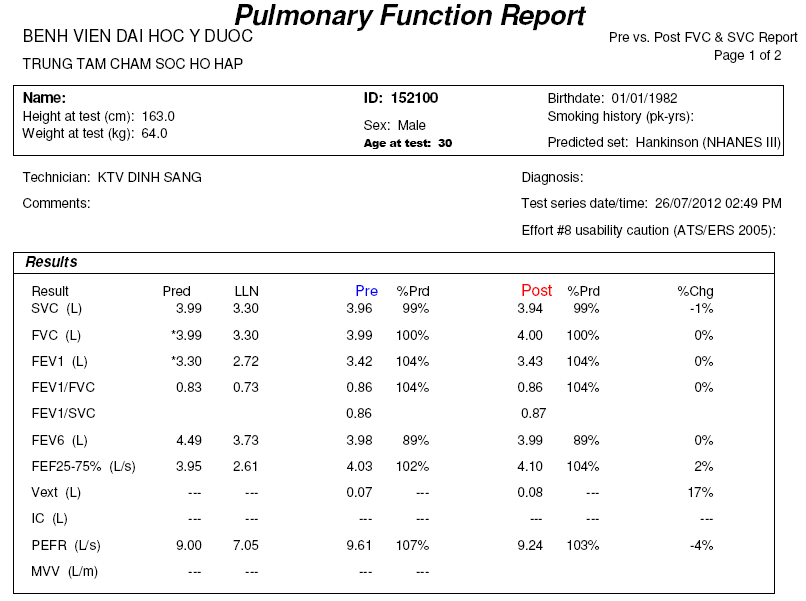 Pulmonary Function Report
BENH VIEN DAI HOC Y DUOC
Pre vs. Post FVC & SVC Report
Page 1 of 2
TRUNG TAM CHAM SOC HO HAP
Name: ID: 152100 Birthdate: 01/01/1982
Height at test (cm): 163.0 Smoking history (pk-yrs):
Sex: Male
Weight at test (kg): 64.0
Age at test: 30 Predicted set: Hankinson (NHANES III)
Technician: KTV DINH SANG Diagnosis:
Comments: Test series date/time: 26/07/2012 02:49 PM
Effort #8 usability caution (ATS/ERS 2005):
Results
Result Pred LLN Pre %Prd Post %Prd %Chg
SVC (L) 3.99 3.30 3.96 99% 3.94 99% -1%
FVC (L) *3.99 3.30 3.99 100% 4.00 100% 0%
FEV1 (L) *3.30 2.72 3.42 104% 3.43 104% 0%
FEV1/FVC 0.83 0.73 0.86 104% 0.86 104% 0%
FEV1/SVC 0.86 0.87
FEV6 (L) 4.49 3.73 3.98 89% 3.99 89% 0%
FEF25-75% (L/s) 3.95 2.61 4.03 102% 4.10 104% 2%
Vext (L) --- --- 0.07 --- 0.08 --- 17%
IC (L) --- --- --- --- --- --- ---
PEFR (L/s) 9.00 7.05 9.61 107% 9.24 103% -4%
MVV (L/m) --- --- --- ---